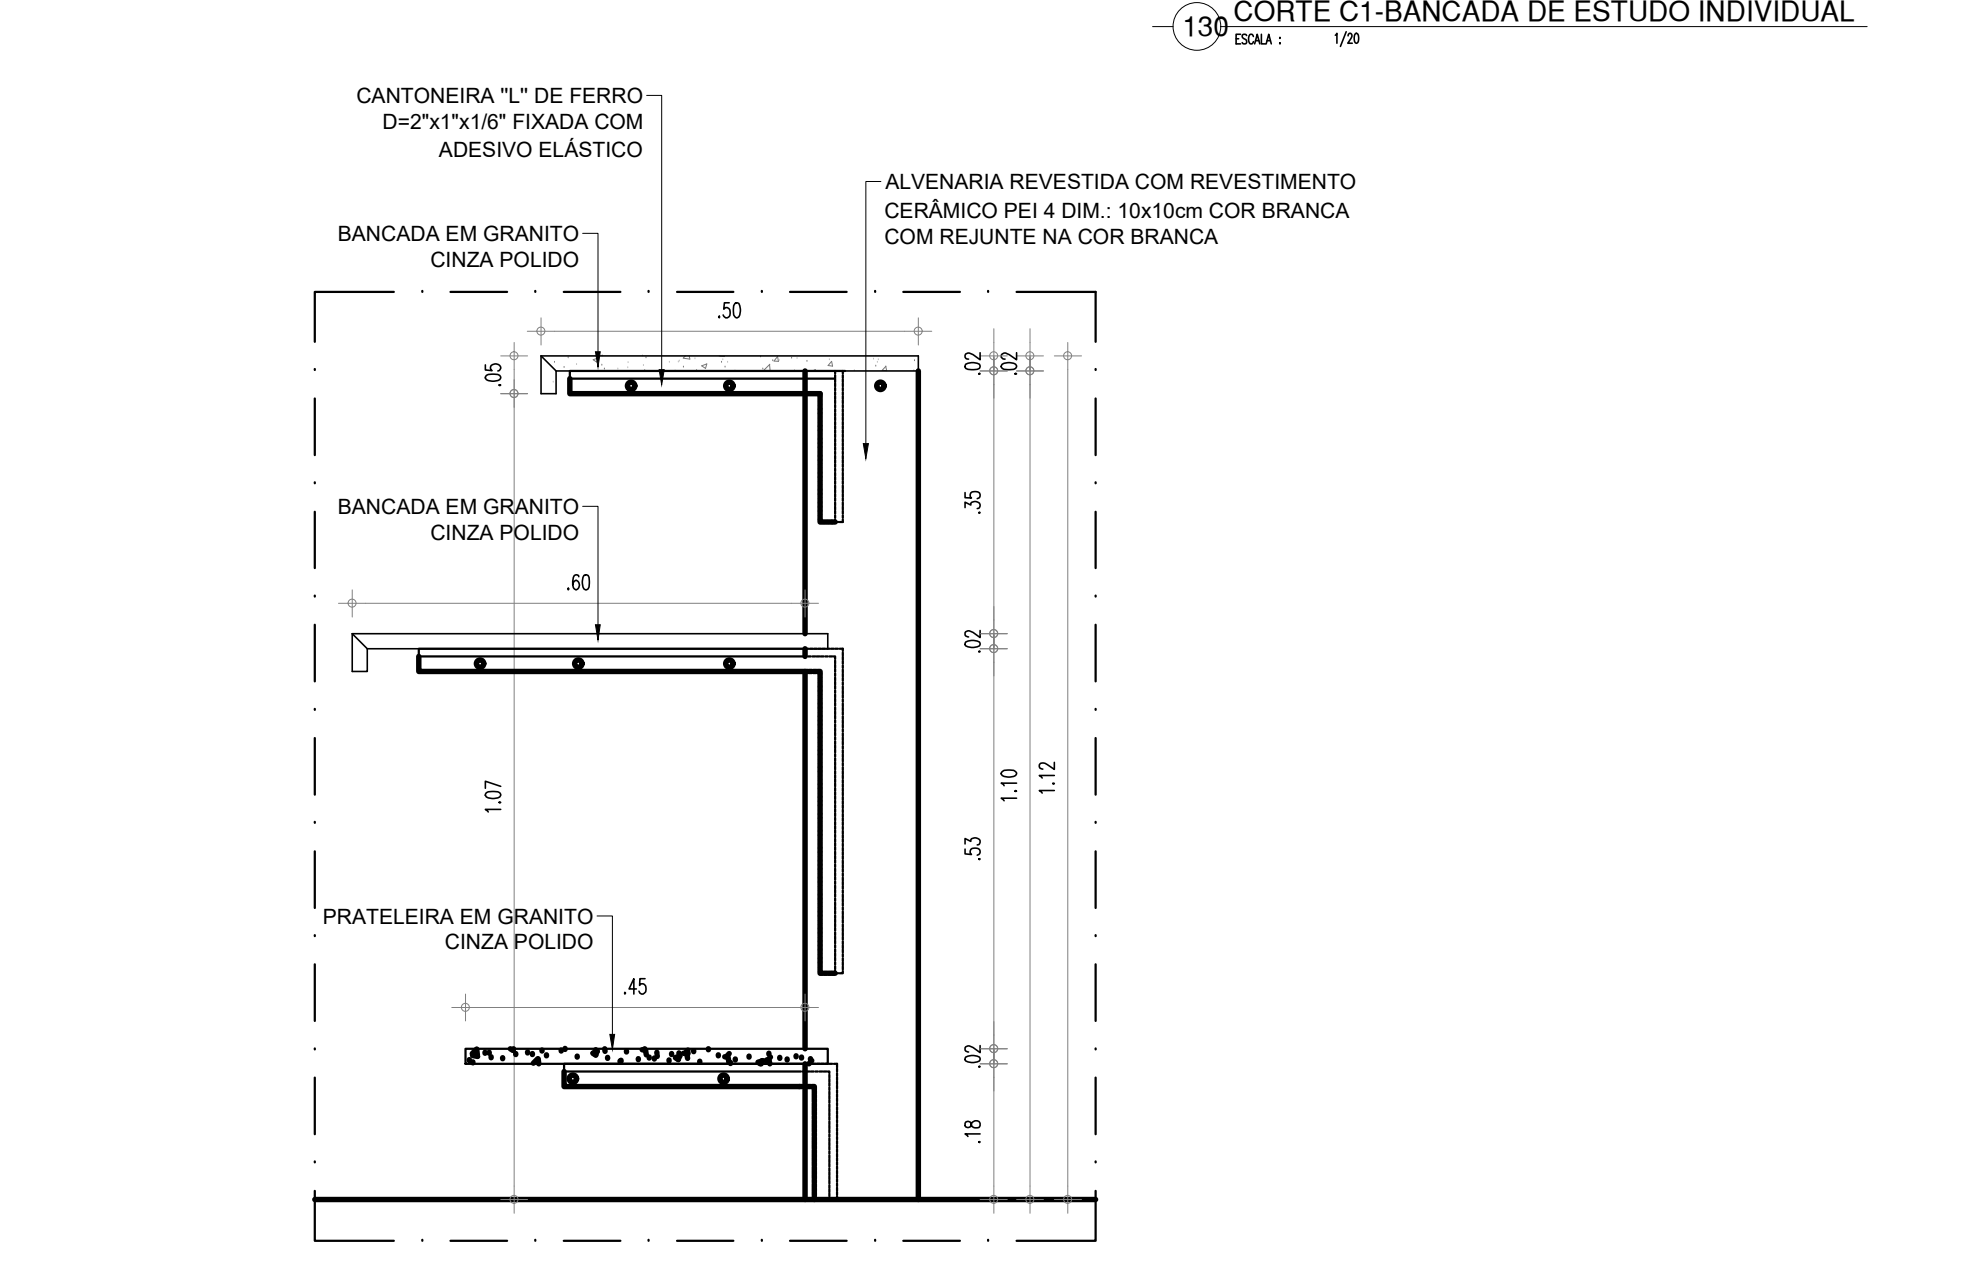 130
CORTE C1-BANCADA DE ESTUDO INDIVIDUAL
ESCALA : 1/20
CANTONEIRA "L" DE FERRO
D=2"x1"x1/6" FIXADA COM
ADESIVO ELÁSTICO
ALVENARIA REVESTIDA COM REVESTIMENTO
CERÂMICO PEI 4 DIM.: 10x10cm COR BRANCA
COM REJUNTE NA COR BRANCA
BANCADA EM GRANITO
CINZA POLIDO
.50
.05
.02
.02
.35
BANCADA EM GRANITO
CINZA POLIDO
.60
.02
1.07
1.10
1.12
.53
PRATELEIRA EM GRANITO
CINZA POLIDO
.45
.02
.18